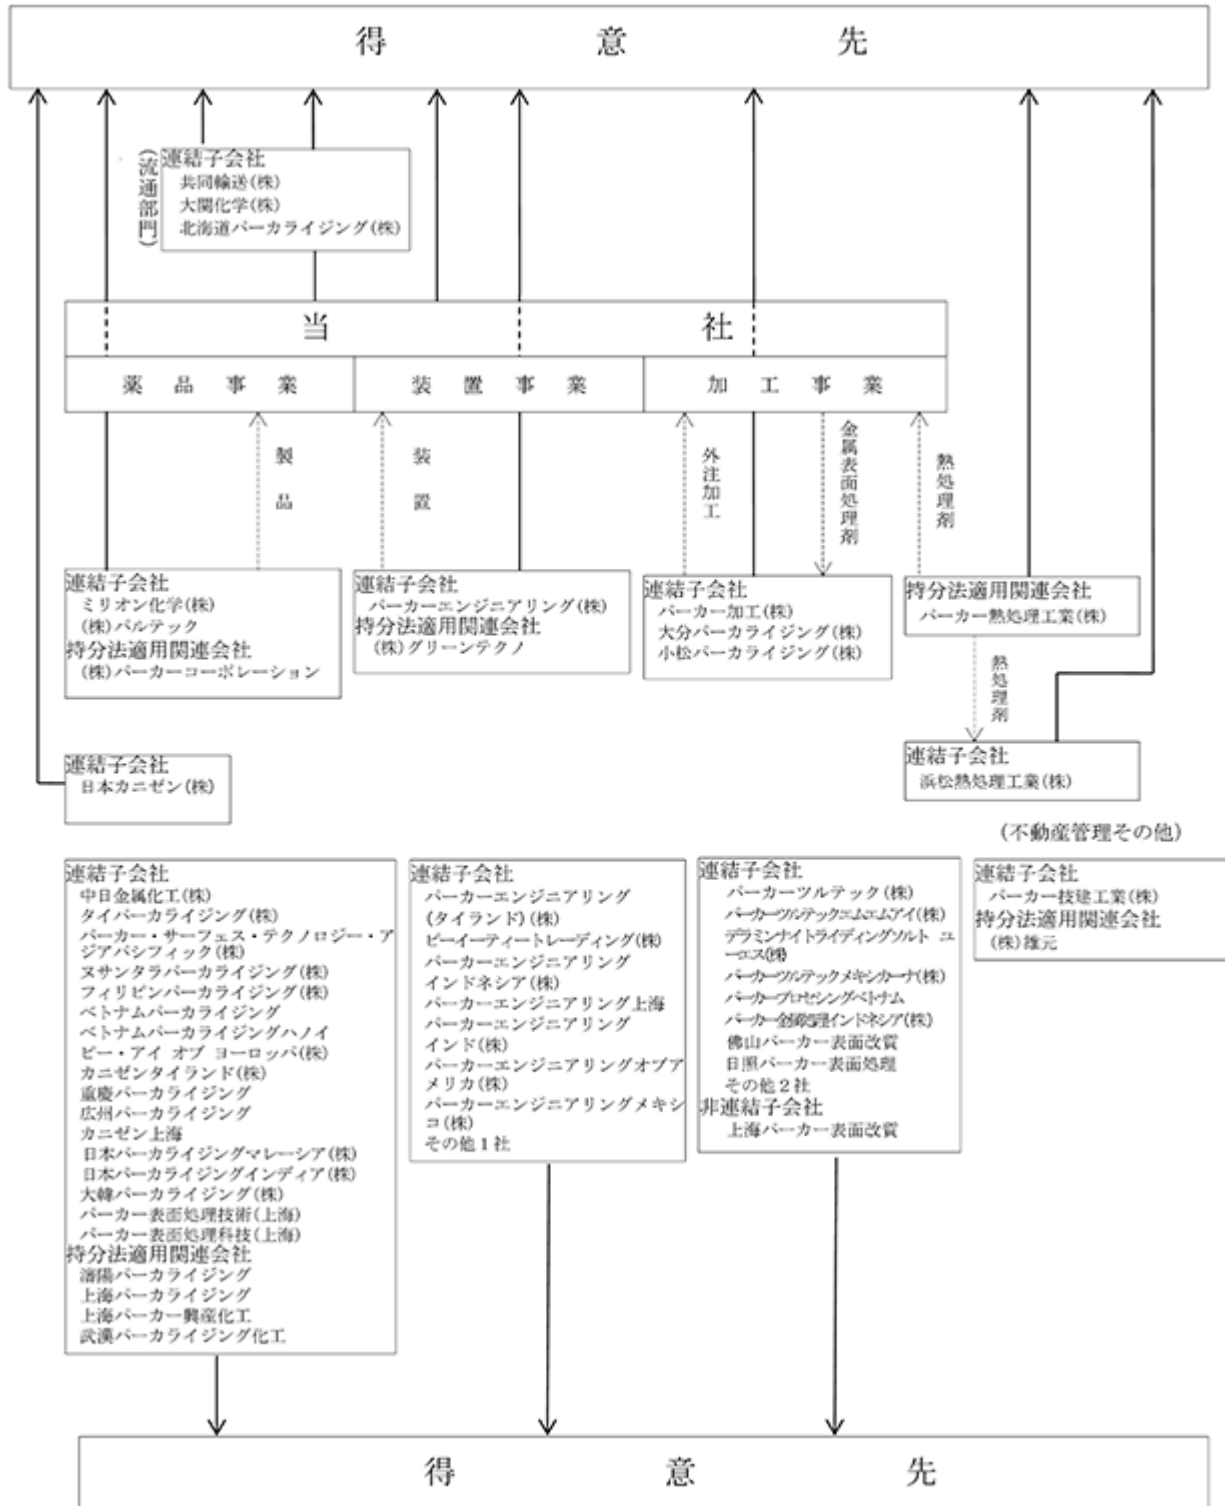 得意先
(流通部門)
連結子会社
共同輸送(株)
大関化学(株)
北海道パーカライジング(株)
当社
薬品事業
装置事業
加工事業
製品
装置
外注加工
金属表面処理剤
熱処理剤
連結子会社
ミリオン化学(株)
(株)パルテック
持分法適用関連会社
(株)パーカーコーポレーション
連結子会社
パーカーエンジニアリング(株)
持分法適用関連会社
(株)グリーンテクノ
連結子会社
パーカー加工(株)
大分パーカライジング(株)
小松パーカライジング(株)
持分法適用関連会社
パーカー熱処理工業(株)
熱処理剤
連結子会社
日本カニゼン(株)
連結子会社
浜松熱処理工業(株)
(不動産管理その他)
連結子会社
中日金属化工(株)
タイパーカライジング(株)
パーカー・サーフェス・テクノロジー・ア
ジアパシフィック(株)
ヌサンタラパーカライジング(株)
フィリピンパーカライジング(株)
ベトナムパーカライジング
ベトナムパーカライジングハノイ
ピー・アイ オブ ヨーロッパ(株)
カニゼンタイランド(株)
重慶パーカライジング
広州パーカライジング
カニゼン上海
日本パーカライジングマレーシア(株)
日本パーカライジングインディア(株)
大韓パーカライジング(株)
パーカー表面処理技術(上海)
パーカー表面処理科技(上海)
持分法適用関連会社
瀋陽パーカライジング
上海パーカライジング
上海パーカー興産化工
武漢パーカライジング化工
連結子会社
パーカーエンジニアリング
(タイランド)(株)
ピーイーティートレーディング(株)
パーカーエンジニアリング
インドネシア(株)
パーカーエンジニアリング上海
パーカーエンジニアリング
インド(株)
パーカーエンジニアリングオブア
メリカ(株)
パーカーエンジニアリングメキシ
コ(株)
その他1社
連結子会社
パーカーツルテック(株)
パーカーツルテックエムエムアイ(株)
デラミンナイトライディングソルト ユ
ーエス(株)
パーカーツルテックメキシカーナ(株)
パーカープロセシングベトナム
パーカー金属処理インドネシア(株)
佛山パーカー表面改質
日照パーカー表面処理
その他2社
非連結子会社
上海パーカー表面改質
連結子会社
パーカー技建工業(株)
持分法適用関連会社
(株)雄元
得意先